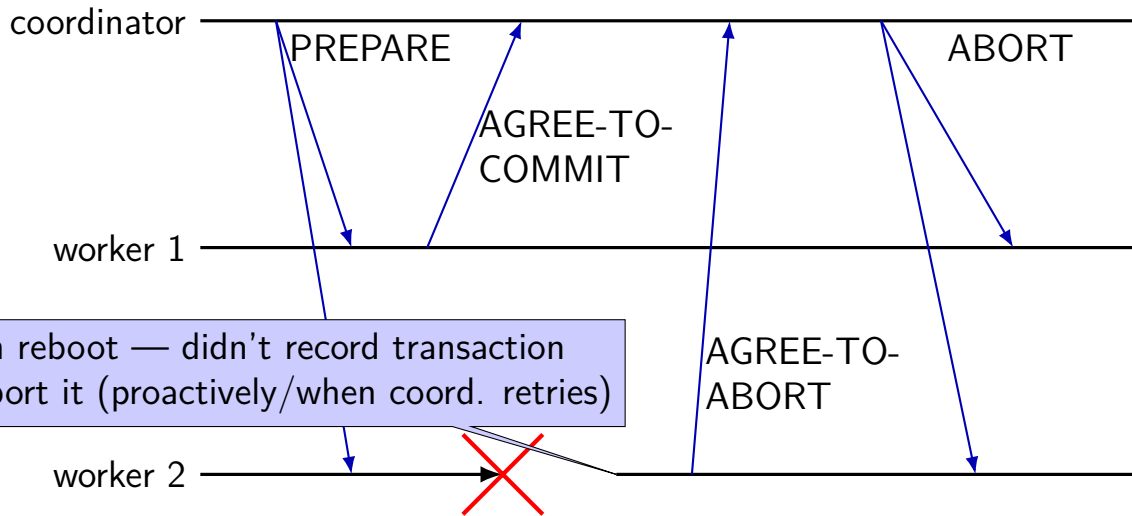 coordinator
PREPARE
ABORT
AGREE-TO-
COMMIT
worker 1
reboot — didn't record transaction
it (proactively/when coord. retries)
AGREE-TO-
ABORT
worker 2